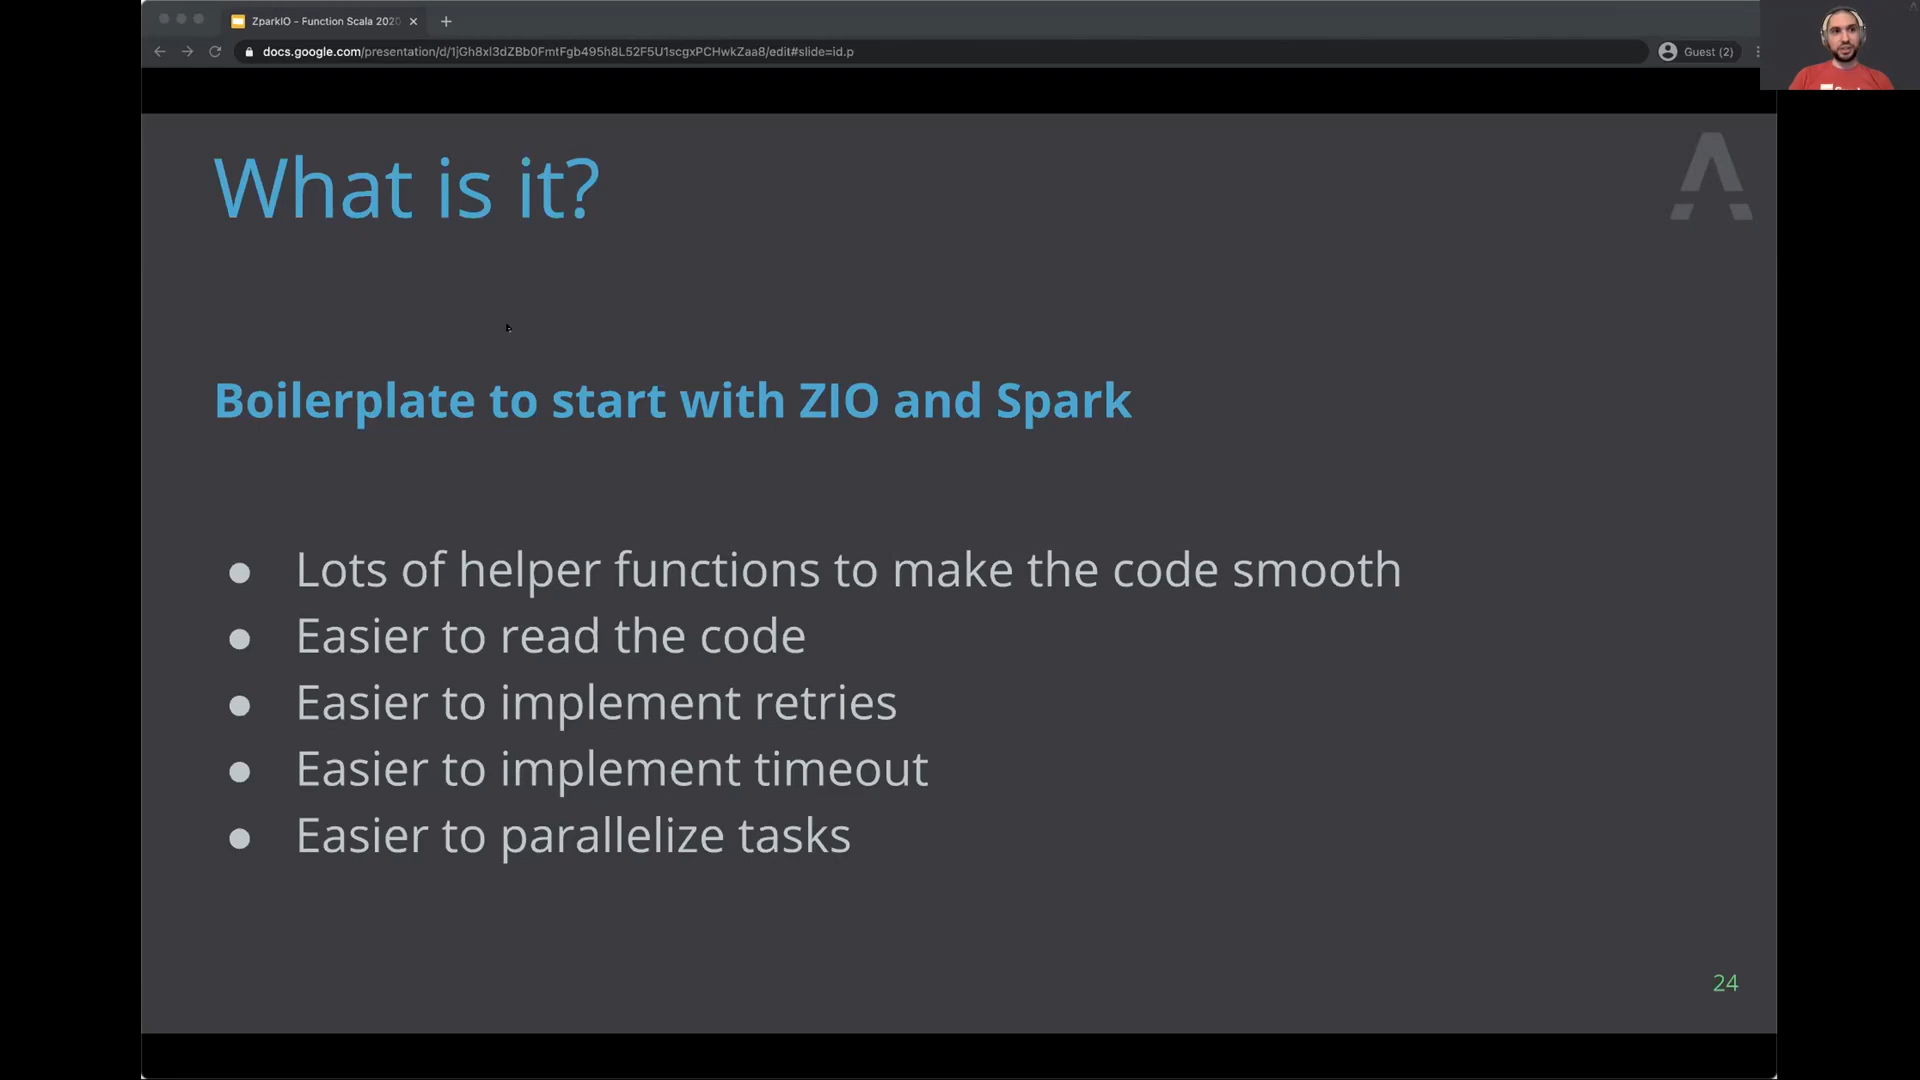 ZparkIO - Function Scala 2020
docs.google.com/presentation/d/1jGh8xl3dZBb0FmtFgb495h8L52F5U1scgxPCHwkZaa8/edit#slide=id.p
Guest (2)
What is it?
Boilerplate to start with ZIO and Spark
● Lots of helper functions to make the code smooth
● Easier to read the code
● Easier to implement retries
● Easier to implement timeout
● Easier to parallelize tasks
24